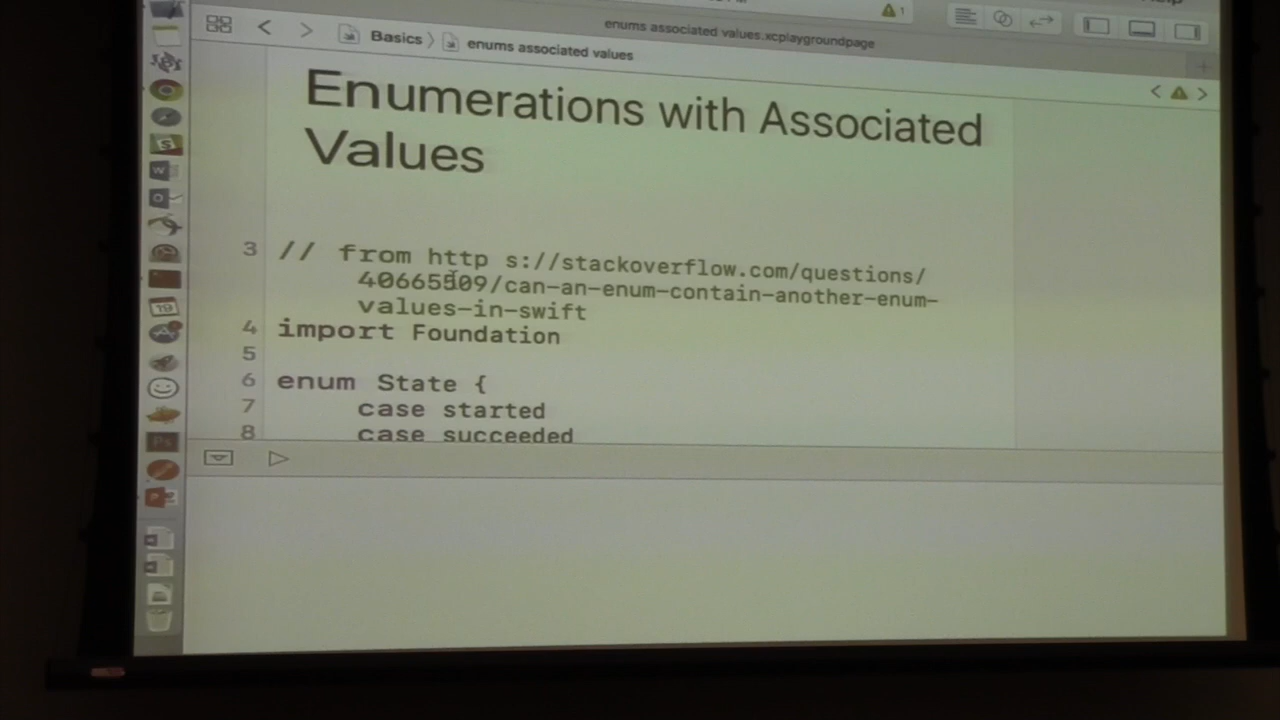 enums associated values.xcplaygroundpage
Basics 〉 enums associated values
Enumerations with Associated
Values
3 // from http s://stackoverflow.com/questions/
40665509/can-an-enum-contain-another-enum-
values-in-swift
4 import Foundation
5
6 enum State {
7 case started
8 case succeeded